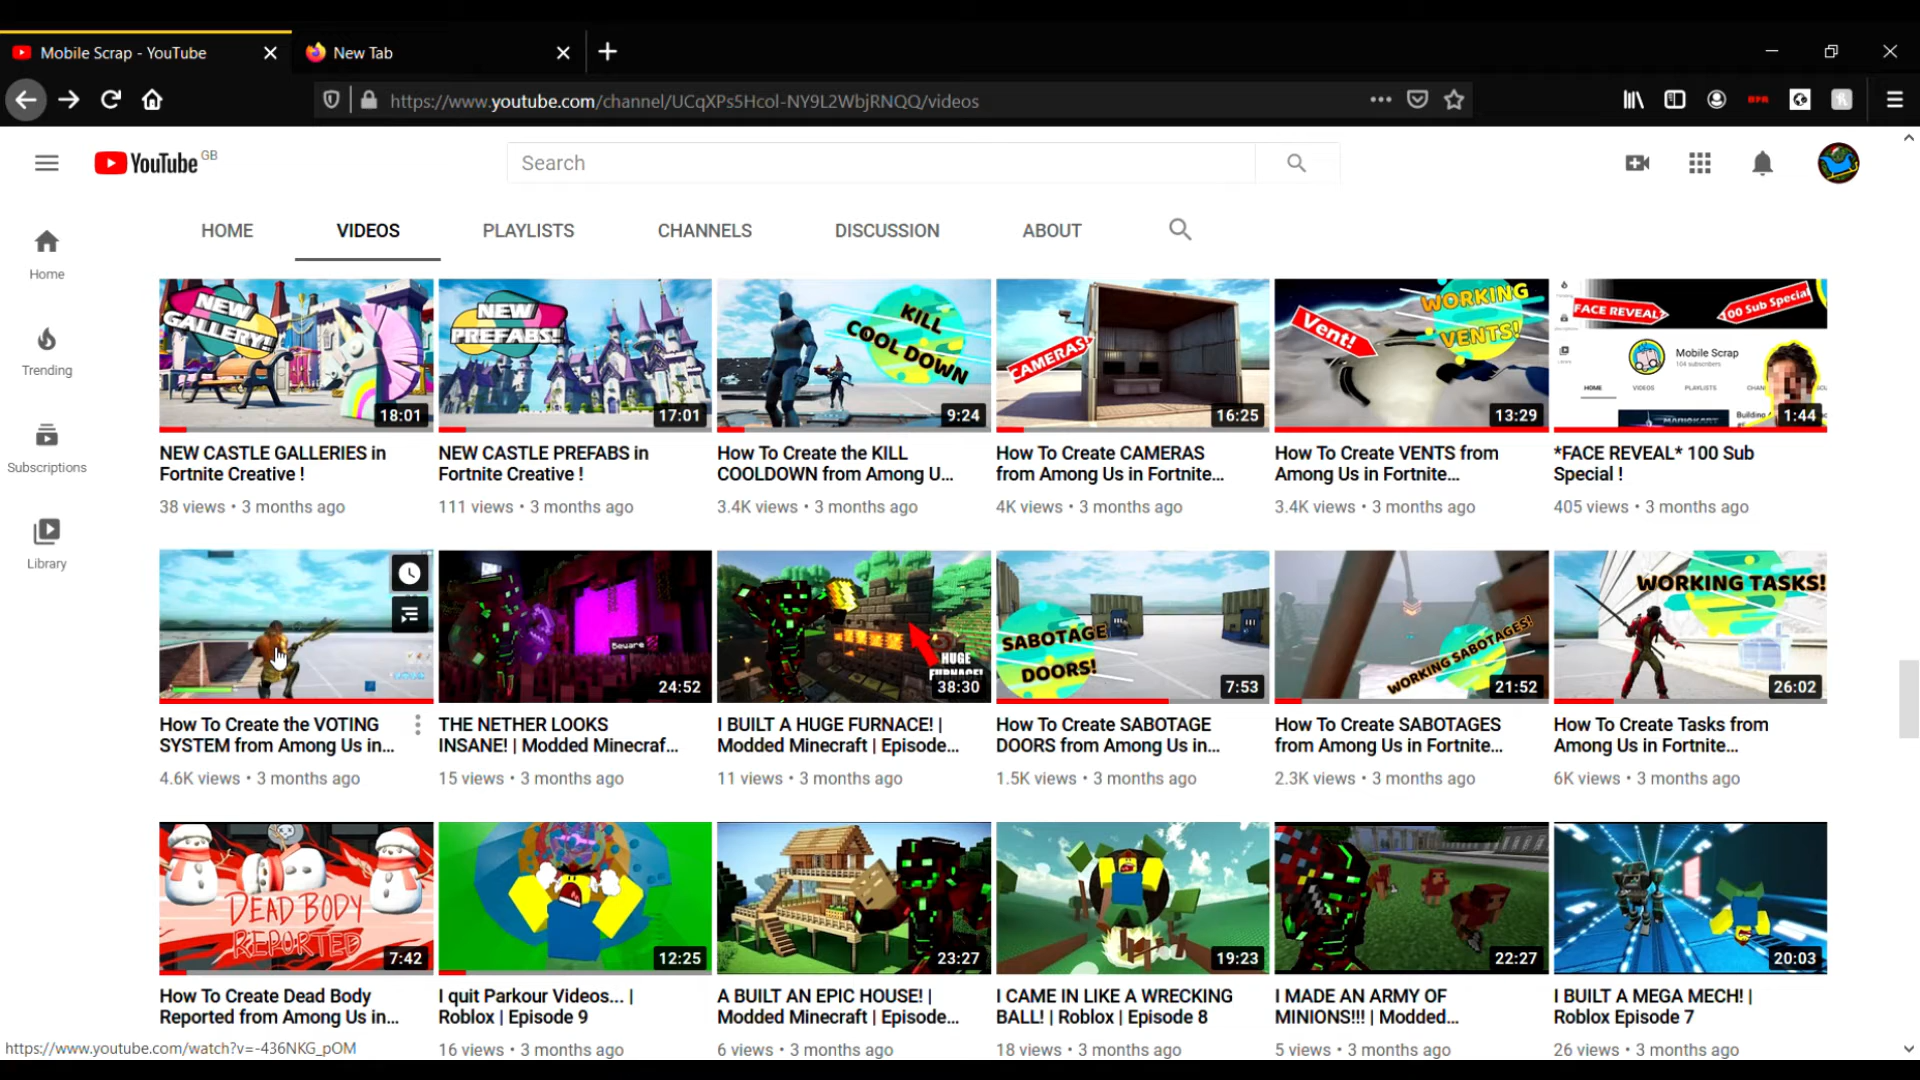 Mobile Scrap - YouTube
New Tab
https://www.youtube.com/channel/UCqXPs5Hcol-NY9L2WbjRNQQ/videos
YouTube GB
Search
HOME VIDEOS PLAYLISTS CHANNELS DISCUSSION ABOUT
Home
Trending
Subscriptions
Library
NEW
GALLERY!!
18:01
NEW
PREFABS!
17:01
KILL
COOL DOWN
9:24
CAMERAS!
16:25
Vent!
WORKING
VENTS!
13:29
FACE REVEAL
100 Sub Special
Mobile Scrap
104 subscribers
HOME VIDEOS PLAYLISTS
1:44
NEW CASTLE GALLERIES in
Fortnite Creative !
38 views • 3 months ago
NEW CASTLE PREFABS in
Fortnite Creative !
111 views • 3 months ago
How To Create the KILL
COOLDOWN from Among U...
3.4K views • 3 months ago
How To Create CAMERAS
from Among Us in Fortnite...
4K views • 3 months ago
How To Create VENTS from
Among Us in Fortnite...
3.4K views • 3 months ago
*FACE REVEAL* 100 Sub
Special !
405 views • 3 months ago
Beware
24:52
HUGE
FURNACE!
38:30
SABOTAGE
DOORS!
7:53
WORKING SABOTAGES!
21:52
WORKING TASKS!
26:02
How To Create the VOTING
SYSTEM from Among Us in...
4.6K views • 3 months ago
THE NETHER LOOKS
INSANE! | Modded Minecraf...
15 views • 3 months ago
I BUILT A HUGE FURNACE! |
Modded Minecraft | Episode...
11 views • 3 months ago
How To Create SABOTAGE
DOORS from Among Us in...
1.5K views • 3 months ago
How To Create SABOTAGES
from Among Us in Fortnite...
2.3K views • 3 months ago
How To Create Tasks from
Among Us in Fortnite...
6K views • 3 months ago
DEAD BODY
REPORTED
7:42
12:25
23:27
19:23
22:27
20:03
How To Create Dead Body
Reported from Among Us in...
I quit Parkour Videos... |
Roblox | Episode 9
16 views • 3 months ago
A BUILT AN EPIC HOUSE! |
Modded Minecraft | Episode...
6 views • 3 months ago
I CAME IN LIKE A WRECKING
BALL! | Roblox | Episode 8
18 views • 3 months ago
I MADE AN ARMY OF
MINIONS!!! | Modded...
5 views • 3 months ago
I BUILT A MEGA MECH! |
Roblox Episode 7
26 views • 3 months ago
https://www.youtube.com/watch?v=-436NKG_pOM